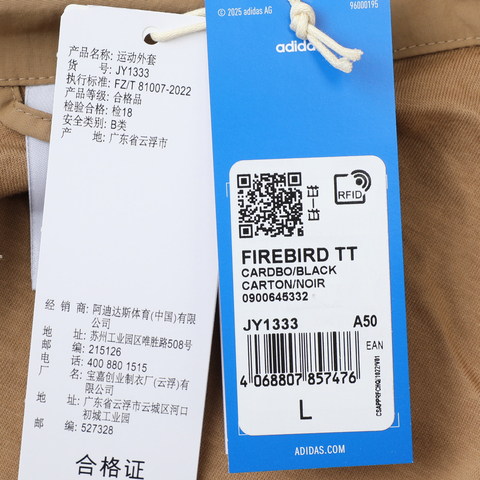 品名: 运动外套
货号: JY1333
执行标准: FZ/T 81007-2022
产品等级: 合格品
检验合格: 检18
安全类别: B类
产地: 广东省云浮市
经销商: 阿迪达斯体育(中国)有限
公司
地址: 苏州工业园区唯胜路508号
邮编: 215126
电话: 400 880 1515
厂名: 宝嘉创业制衣厂(云浮)有
限公司
地址: 广东省云浮市云城区河口
初城工业园
邮编: 527328
合格证
© 2025 adidas AG
96000195
adidas
RFID
FIREBIRD TT
CARDBO/BLACK
CARTON/NOIR
0900645332
JY1333 A50
EAN
4 068807 857476
L
ADIDAS.COM